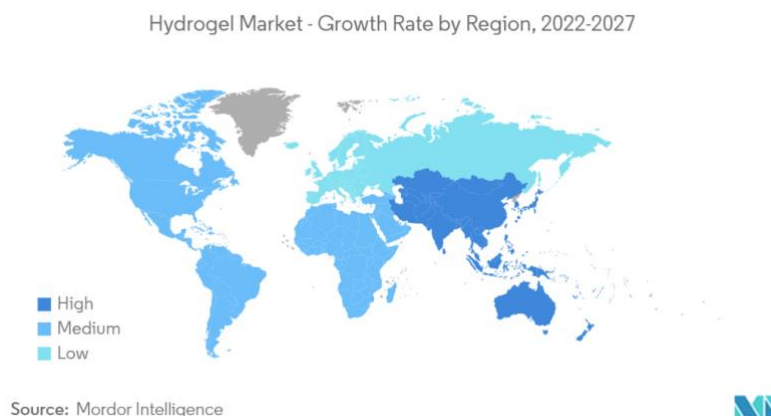 Hydrogel Market - Growth Rate by Region, 2022-2027
High
Medium
Low
Source: Mordor Intelligence